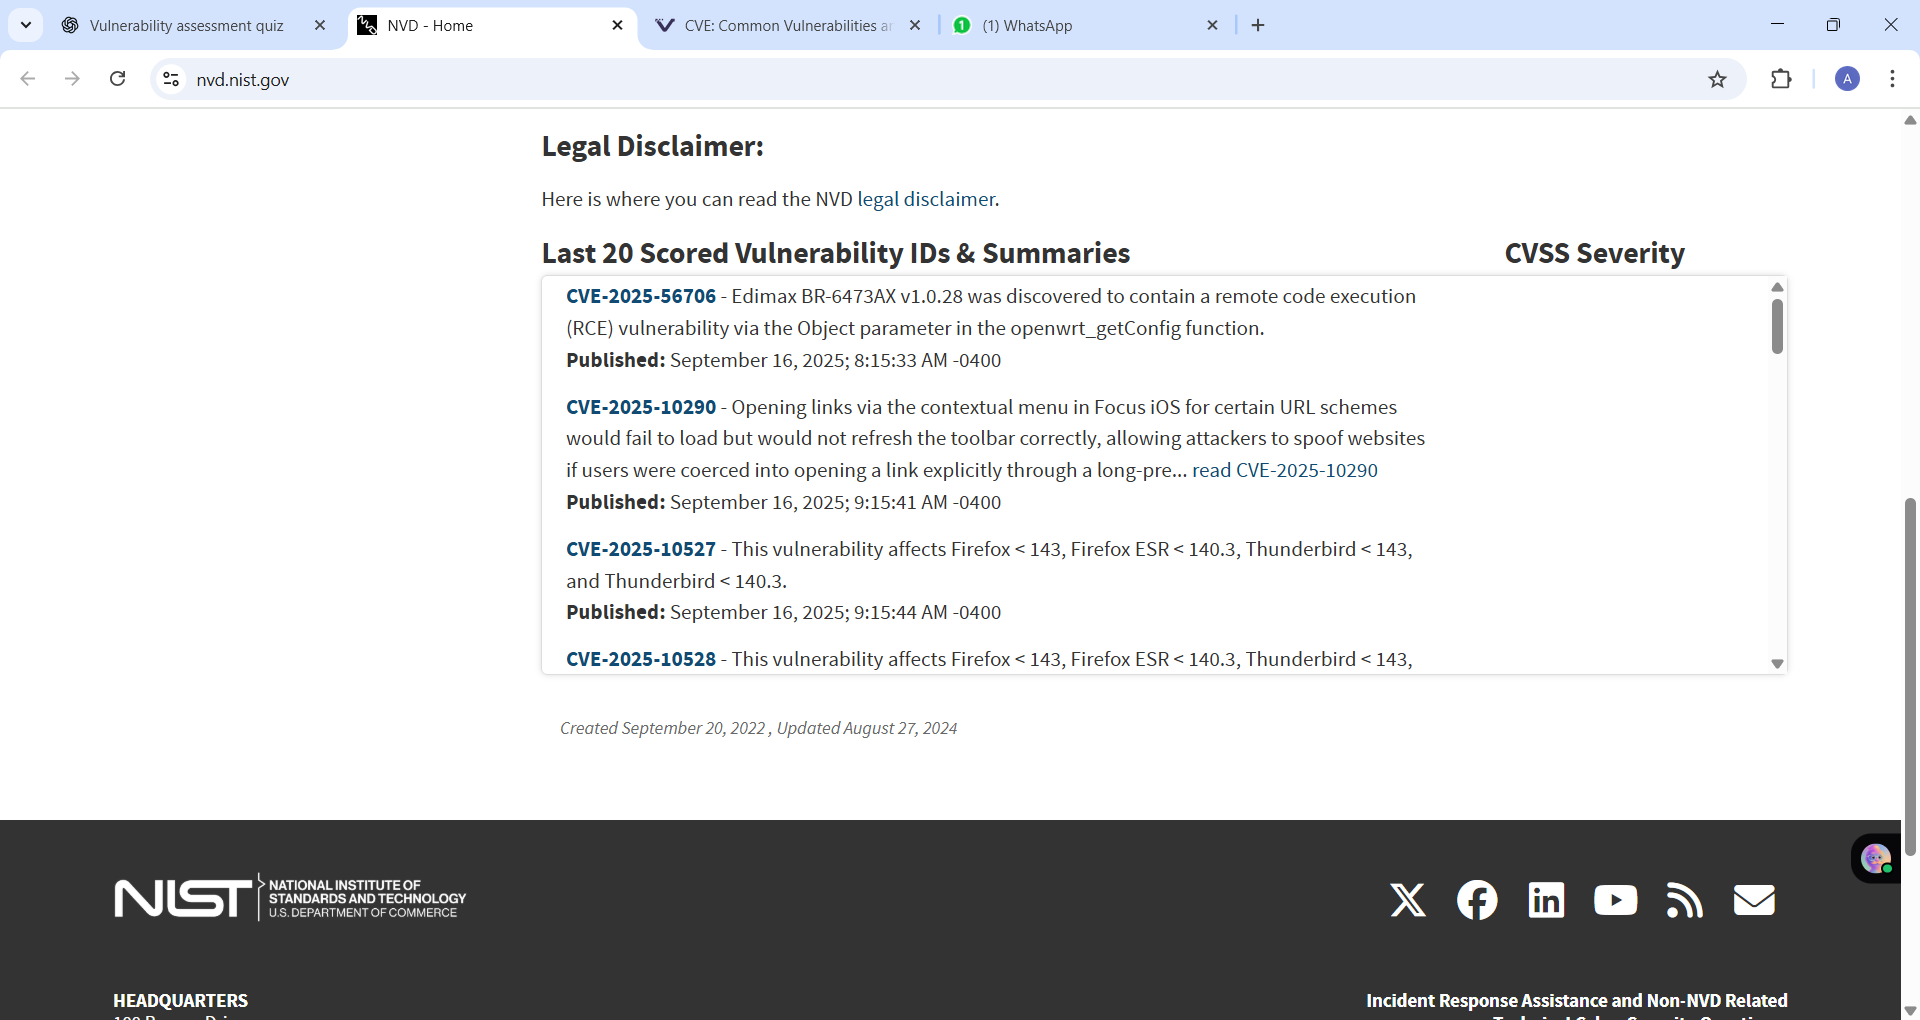 Vulnerability assessment quiz
NVD - Home
CVE: Common Vulnerabilities
(1) WhatsApp
nvd.nist.gov
A
Legal Disclaimer:
Here is where you can read the NVD legal disclaimer.
Last 20 Scored Vulnerability IDs & Summaries
CVSS Severity
CVE-2025-56706 - Edimax BR-6473AX v1.0.28 was discovered to contain a remote code execution
(RCE) vulnerability via the Object parameter in the openwrt_getConfig function.
Published: September 16, 2025; 8:15:33 AM -0400
CVE-2025-10290 - Opening links via the contextual menu in Focus iOS for certain URL schemes
would fail to load but would not refresh the toolbar correctly, allowing attackers to spoof websites
if users were coerced into opening a link explicitly through a long-pre... read CVE-2025-10290
Published: September 16, 2025; 9:15:41 AM -0400
CVE-2025-10527 - This vulnerability affects Firefox < 143, Firefox ESR < 140.3, Thunderbird < 143,
and Thunderbird < 140.3.
Published: September 16, 2025; 9:15:44 AM -0400
CVE-2025-10528 - This vulnerability affects Firefox < 143, Firefox ESR < 140.3, Thunderbird < 143,
Created September 20, 2022 , Updated August 27, 2024
NIST
NATIONAL INSTITUTE OF
STANDARDS AND TECHNOLOGY
U.S. DEPARTMENT OF COMMERCE
HEADQUARTERS
Incident Response Assistance and Non-NVD Related